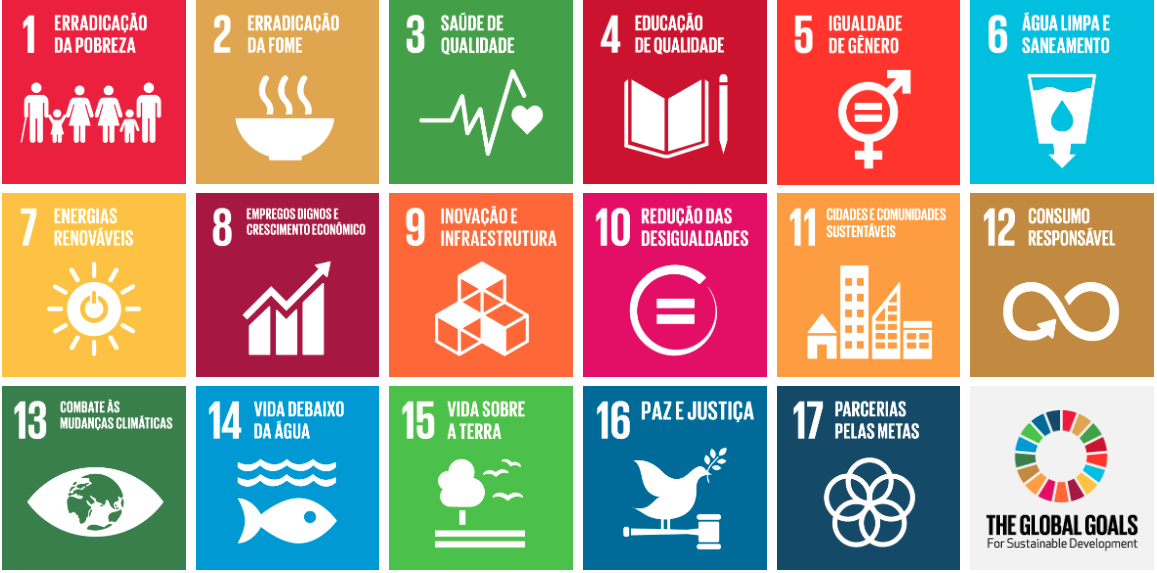 1 ERRADICAÇÃO
DA POBREZA
2 ERRADICAÇÃO
DA FOME
3 SAÚDE DE
QUALIDADE
4 EDUCAÇÃO
DE QUALIDADE
5 IGUALDADE
DE GÊNERO
6 ÁGUA LIMPA E
SANEAMENTO
7 ENERGIAS
RENOVÁVEIS
8 EMPREGOS DIGNOS E
CRESCIMENTO ECONÔMICO
9 INOVAÇÃO E
INFRAESTRUTURA
10 REDUÇÃO DAS
DESIGUALDADES
11 CIDADES E COMUNIDADES
SUSTENTÁVEIS
12 CONSUMO
RESPONSÁVEL
13 COMBATE ÀS
MUDANÇAS CLIMÁTICAS
14 VIDA DEBAIXO
DA ÁGUA
15 VIDA SOBRE
A TERRA
16 PAZ E JUSTIÇA
17 PARCERIAS
PELAS METAS
THE GLOBAL GOALS
For Sustainable Development